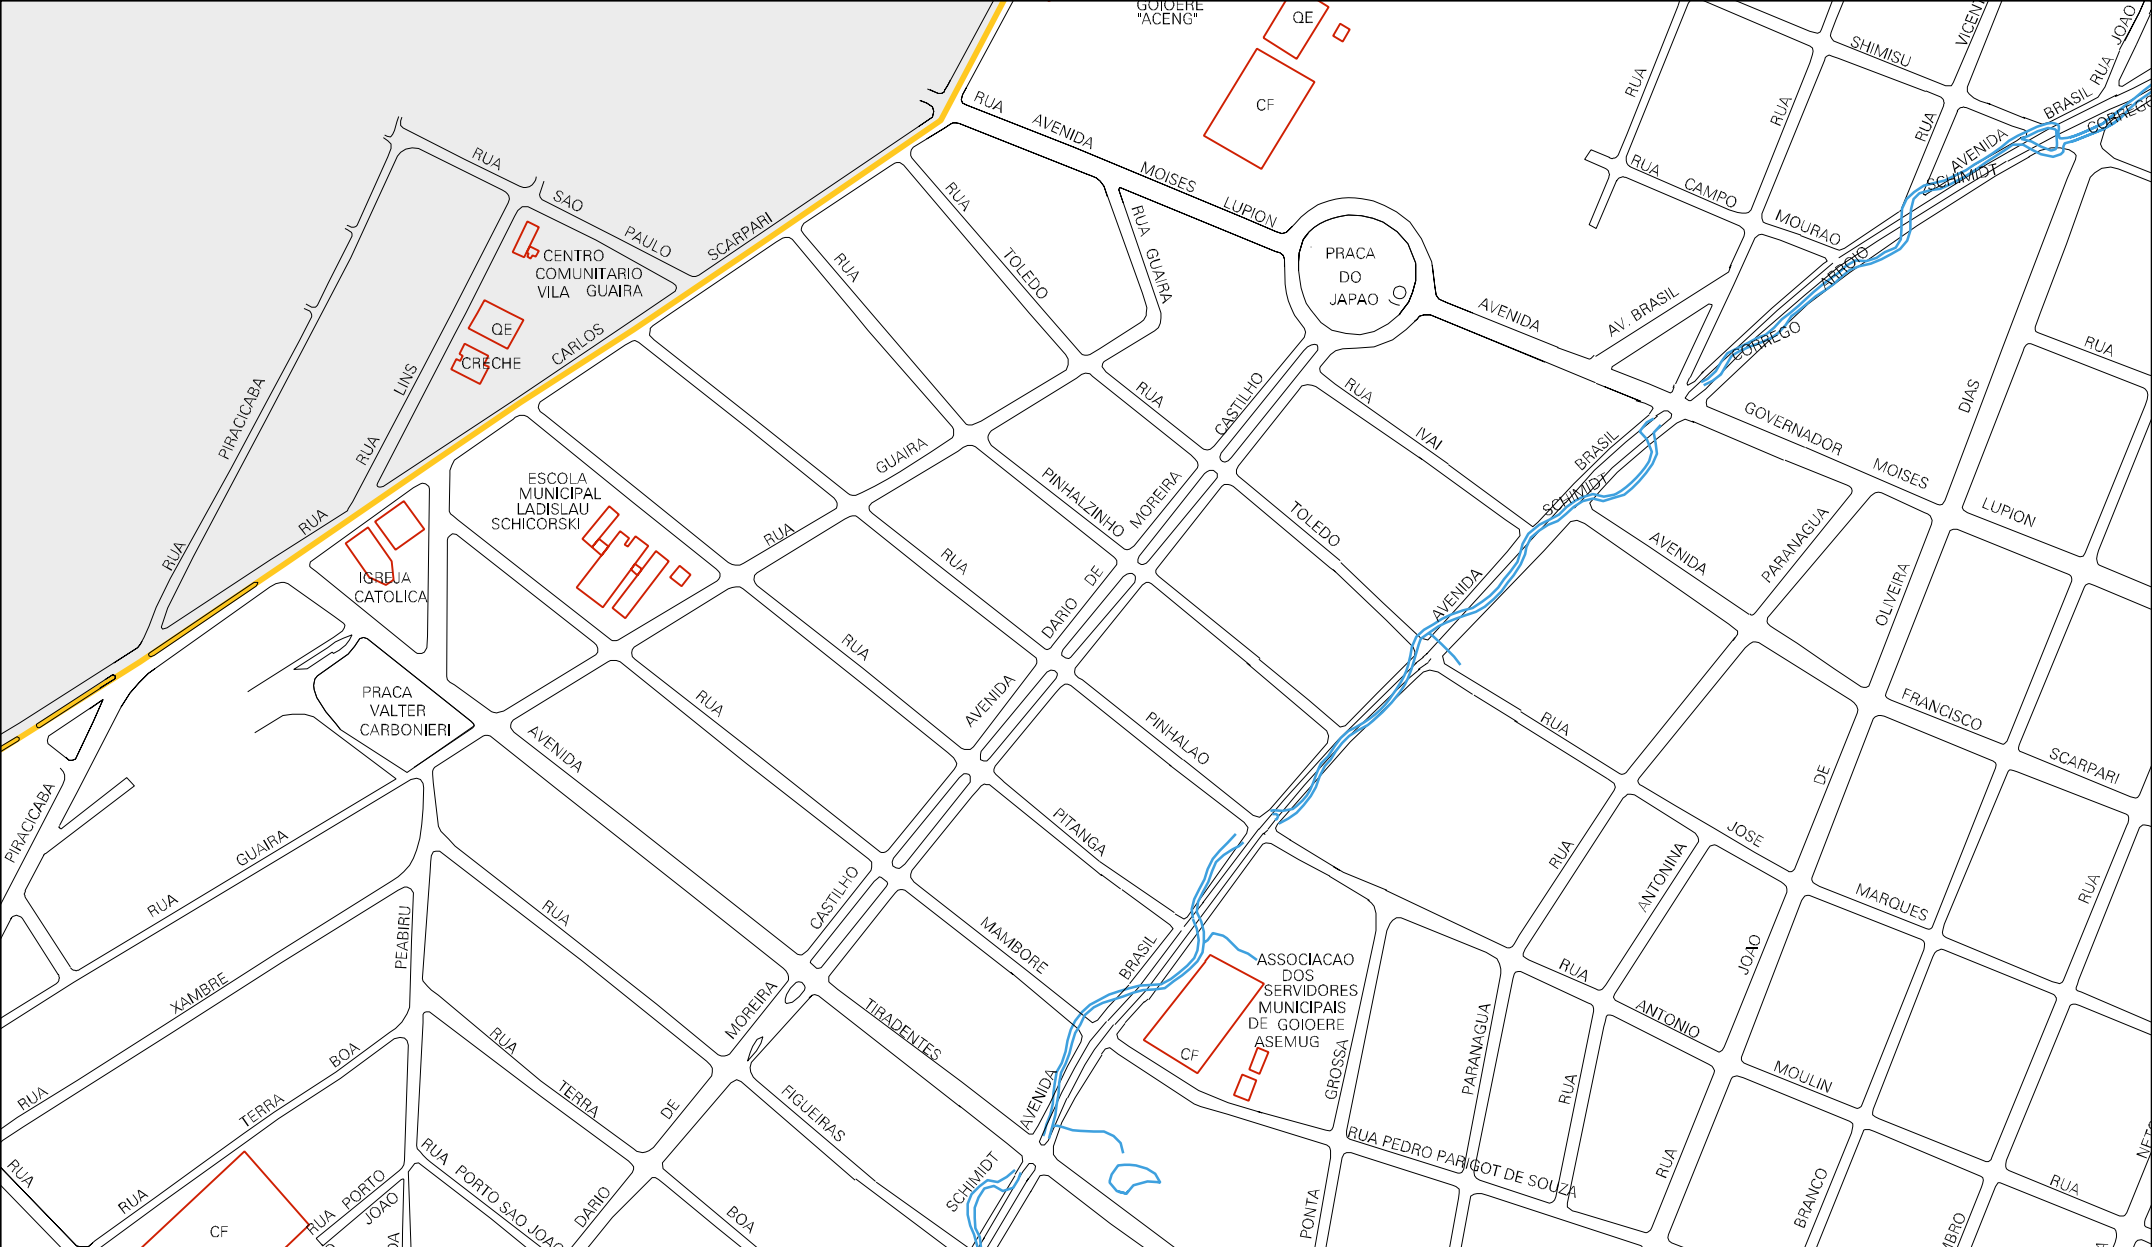 GOIOERE
"ACENG"
QE
CF
RUA
SHIMISU
RUA
RUA
JOAO
RUA
RUA
AVENIDA
MOISES
LUPION
BRASIL
CORREGO
AVENIDA
SCHIMIDT
RUA
SAO
PAULO
SCARPARI
CARLOS
RUA
CENTRO
COMUNITARIO
VILA GUAIRA
QE
CRECHE
LINS
RUA
PIRACICABA
RUA
RUA
TOLEDO
RUA
RUA GUAIRA
PRACA
DO
JAPAO
RUA
CAMPO
MOURAO
ARROIO
CORREGO
AVENIDA
AV. BRASIL
RUA
DIAS
GOVERNADOR
MOISES
LUPION
RUA
IVAI
BRASIL
SCHIMIDT
AVENIDA
RUA
CASTILHO
MOREIRA
DE
DARIO
AVENIDA
GUAIRA
RUA
PINHALZINHO
TOLEDO
ESCOLA
MUNICIPAL
LADISLAU
SCHICORSKI
IGREJA
CATOLICA
RUA
RUA
RUA
PINHALAO
AVENIDA
PARANAGUA
OLIVEIRA
RUA
FRANCISCO
SCARPARI
PRACA
VALTER
CARBONIERI
AVENIDA
PITANGA
DE
JOSE
RUA
ANTONINA
MARQUES
RUA
PIRACICABA
GUAIRA
RUA
PEABIRU
RUA
CASTILHO
MOREIRA
MAMBORE
BRASIL
ASSOCIACAO
DOS
SERVIDORES
MUNICIPAIS
DE GOIOERE
ASEMUG
CF
JOAO
RUA
ANTONIO
MOULIN
XAMBRE
RUA
BOA
TERRA
RUA
RUA
TERRA
DE
DARIO
TIRADENTES
FIGUEIRAS
AVENIDA
SCHIMIDT
GROSSA
PARANAGUA
RUA
RUA PEDRO PARIGOT DE SOUZA
RUA
BRANCO
RUA
RUA
RUA PORTO
JOAO
RUA PORTO SAO JOAO
BOA
PONTA
CF